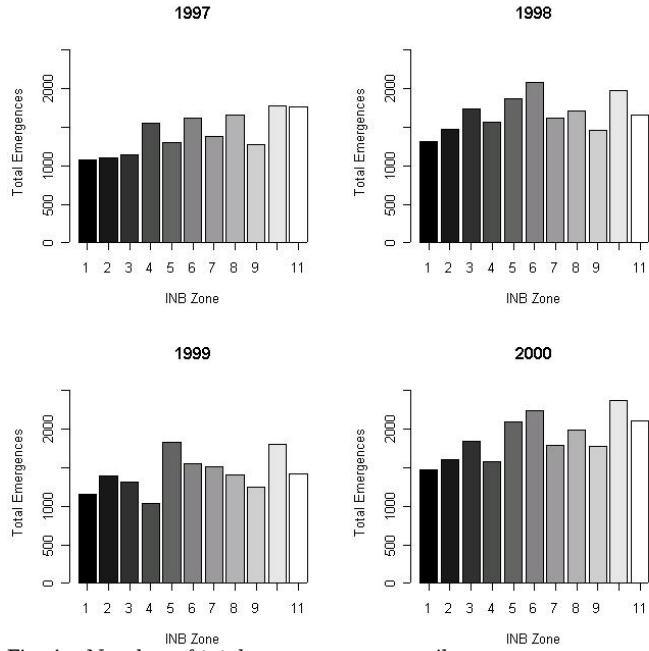 1997
Total Emergences
0 500 1000 2000
1 2 3 4 5 6 7 8 9 11
INB Zone
1998
Total Emergences
0 500 1000 2000
1 2 3 4 5 6 7 8 9 11
INB Zone
1999
Total Emergences
0 500 1000 2000
1 2 3 4 5 6 7 8 9 11
INB Zone
2000
Total Emergences
0 500 1000 2000
1 2 3 4 5 6 7 8 9 11
INB Zone
Number of total